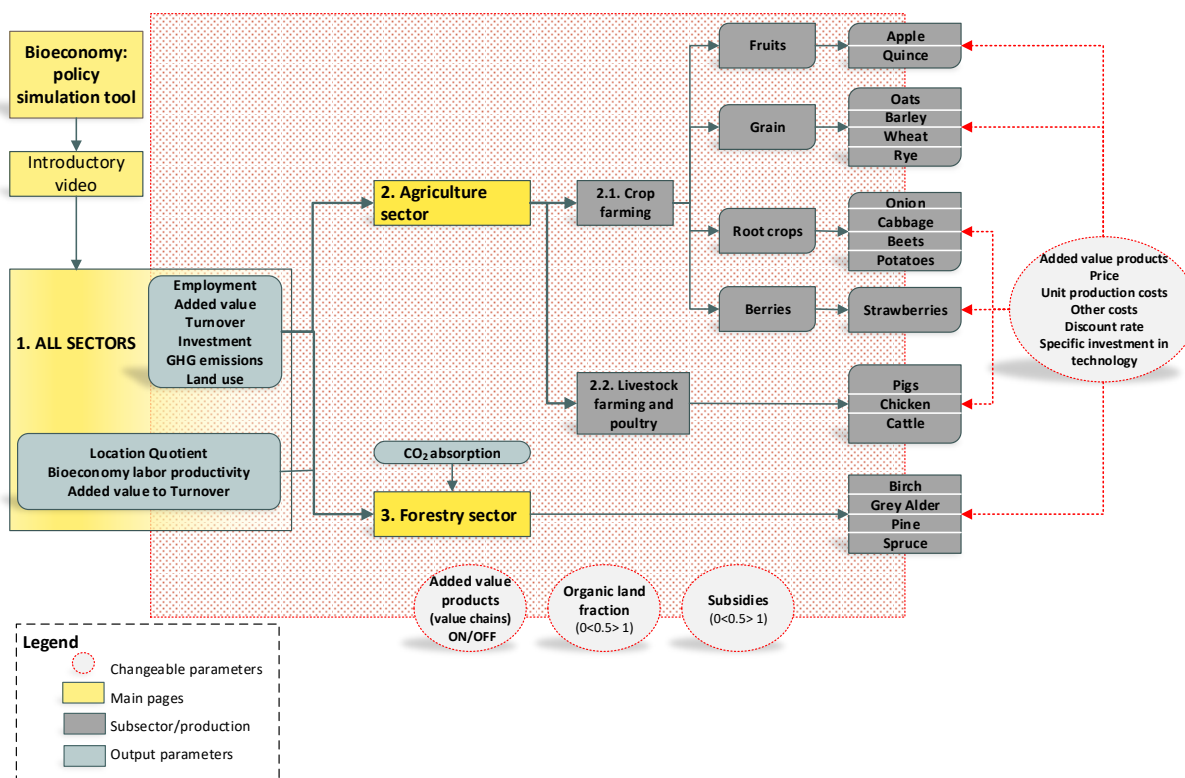 Bioeconomy:
policy
simulation tool
Introductory
video
1. ALL SECTORS
Employment
Added value
Turnover
Investment
GHG emissions
Land use
Location Quotient
Bioeconomy labor productivity
Added value to Turnover
2. Agriculture
sector
2.1. Crop
farming
2.2. Livestock
farming and
poultry
CO₂ absorption
3. Forestry sector
Fruits
Grain
Root crops
Berries
Apple
Quince
Oats
Barley
Wheat
Rye
Onion
Cabbage
Beets
Potatoes
Strawberries
Pigs
Chicken
Cattle
Birch
Grey Alder
Pine
Spruce
Added value products
Price
Unit production costs
Other costs
Discount rate
Specific investment in
technology
Added value
products
(value chains)
ON/OFF
Organic land
fraction
(0<0.5> 1)
Subsidies
(0<0.5> 1)
Legend
Changeable parameters
Main pages
Subsector/production
Output parameters